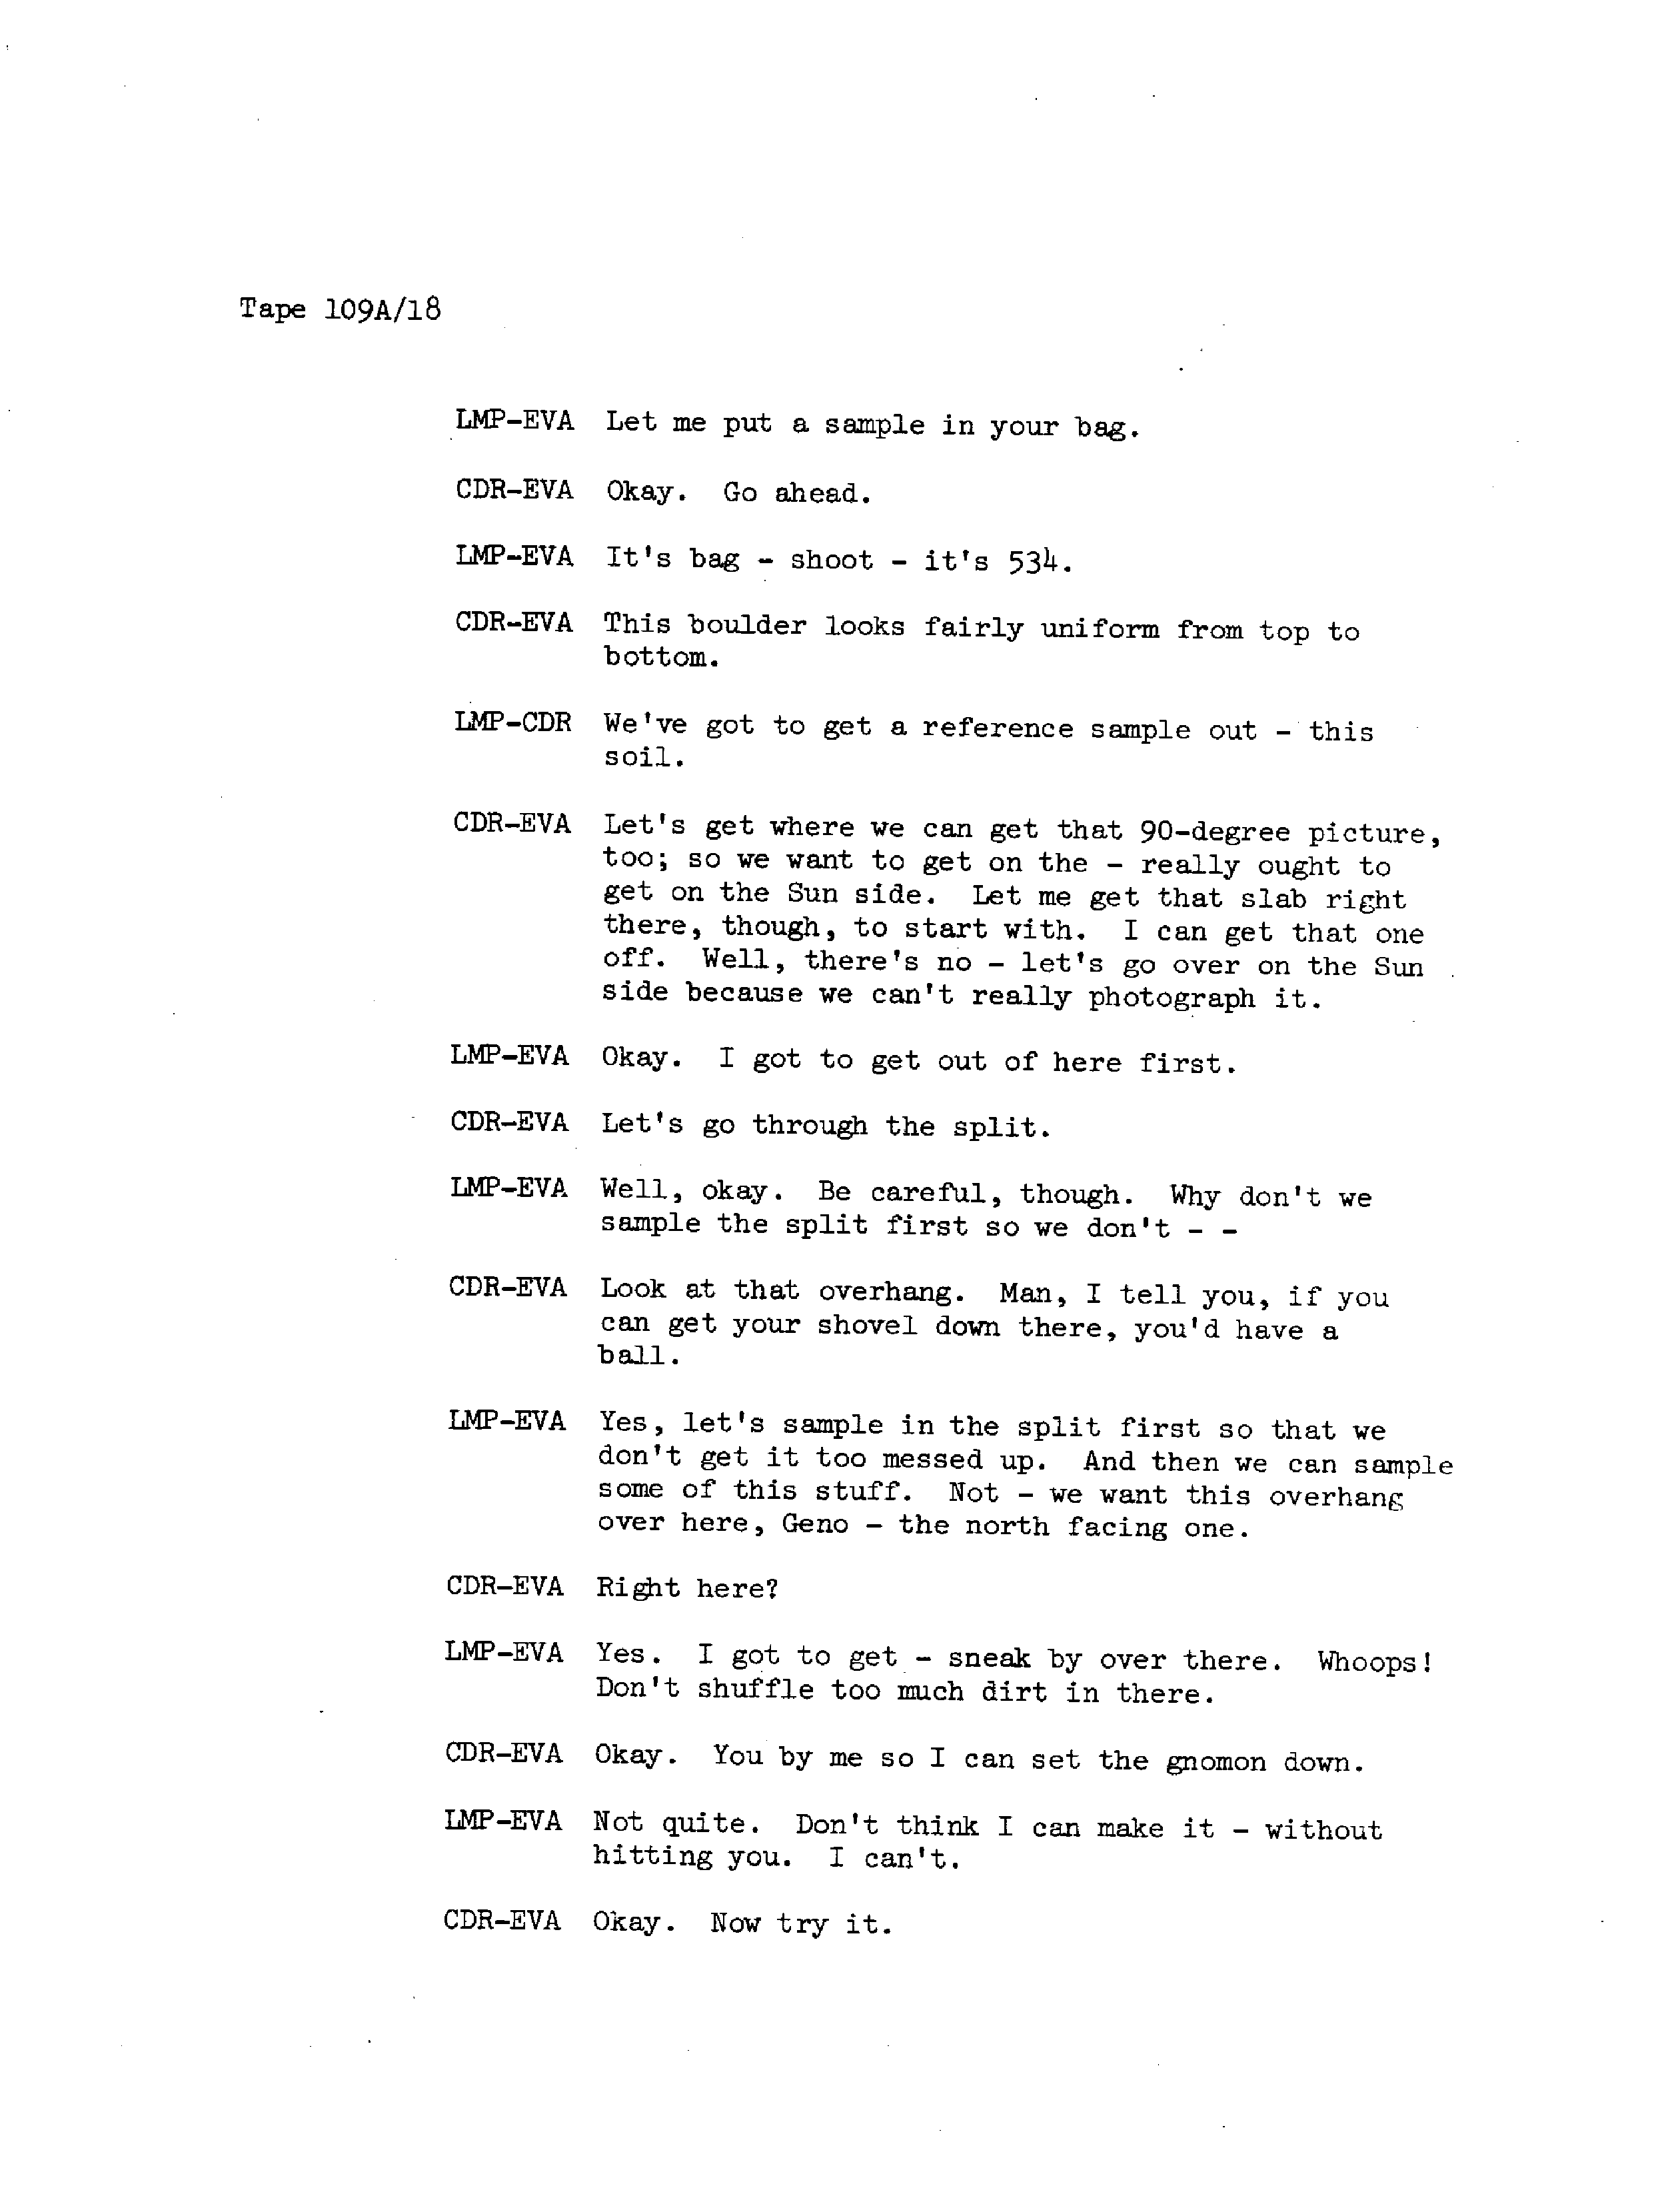 Tape 109A/18
LMP-EVA Let me put a sample in your bag.
CDR-EVA Okay. Go ahead.
LMP-EVA It's bag - shoot - it's 534.
CDR-EVA This boulder looks fairly uniform from top to
bottom.
LMP-CDR We've got to get a reference sample out - this
soil.
CDR-EVA Let's get where we can get that 90-degree picture,
too; so we want to get on the - really ought to
get on the Sun side. Let me get that slab right
there, though, to start with. I can get that one
off. Well, there's no - let's go over on the Sun
side because we can't really photograph it.
LMP-EVA Okay. I got to get out of here first.
CDR-EVA Let's go through the split.
LMP-EVA Well, okay. Be careful, though. Why don't we
sample the split first so we don't - -
CDR-EVA Look at that overhang. Man, I tell you, if you
can get your shovel down there, you'd have a
ball.
LMP-EVA Yes, let's sample in the split first so that we
don't get it too messed up. And then we can sample
some of this stuff. Not - we want this overhang
over here, Geno - the north facing one.
CDR-EVA Right here?
LMP-EVA Yes. I got to get - sneak by over there. Whoops!
Don't shuffle too much dirt in there.
CDR-EVA Okay. You by me so I can set the gnomon down.
LMP-EVA Not quite. Don't think I can make it - without
hitting you. I can't.
CDR-EVA Okay. Now try it.